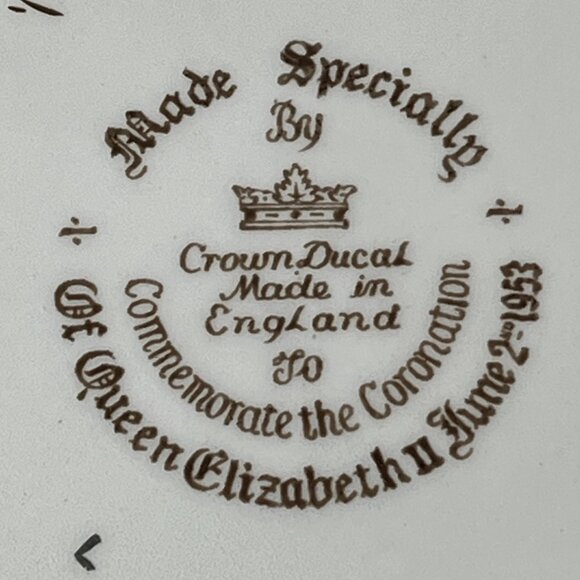 Made Specially
By
Crown Ducal
Made in
England
To
Commemorate the Coronation
Of Queen Elizabeth II June 2nd 1953